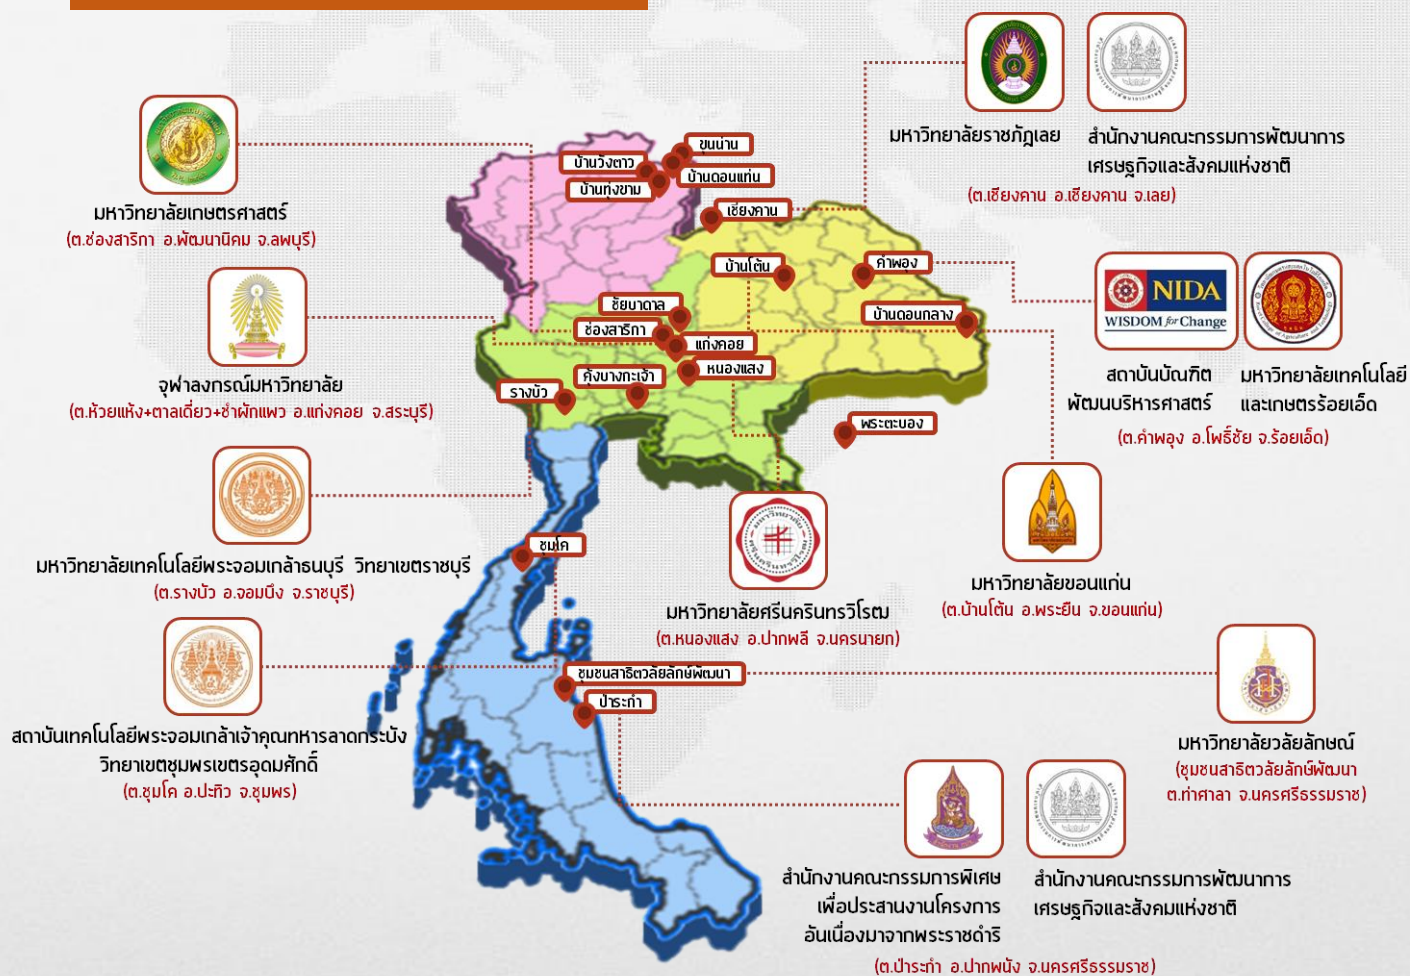 มหาวิทยาลัยราชภัฏเลย
สำนักงานคณะกรรมการพัฒนาการ
เศรษฐกิจและสังคมแห่งชาติ
(ต.เชียงคาน อ.เชียงคาน จ.เลย)
มหาวิทยาลัยเกษตรศาสตร์
(ต.ช่องสาริกา อ.พัฒนานิคม จ.ลพบุรี)
ขุนน่าน
บ้านวังตาว
บ้านดอนแท่น
บ้านทุ่งขาม
เชียงคาน
บ้านโต้น
คำพอุง
บ้านดอนกลาง
ชัยบาดาล
ช่องสาริกา
แก่งคอย
หนองแสง
คุ้งบางกะเจ้า
รางบัว
พระตะบอง
NIDA
WISDOM for Change
สถาบันบัณฑิต
พัฒนบริหารศาสตร์
มหาวิทยาลัยเทคโนโลยี
และเกษตรร้อยเอ็ด
(ต.คำพอุง อ.โพธิ์ชัย จ.ร้อยเอ็ด)
จุฬาลงกรณ์มหาวิทยาลัย
(ต.ห้วยแห้ง+ตาลเดี่ยว+ชำผักแพว อ.แก่งคอย จ.สระบุรี)
มหาวิทยาลัยเทคโนโลยีพระจอมเกล้าธนบุรี วิทยาเขตราชบุรี
(ต.รางบัว อ.จอมบึง จ.ราชบุรี)
ชุมโค
มหาวิทยาลัย
ศรีนครินทรวิโรฒ
มหาวิทยาลัยศรีนครินทรวิโรฒ
(ต.หนองแสง อ.ปากพลี จ.นครนายก)
มหาวิทยาลัยขอนแก่น
(ต.บ้านโต้น อ.พระยืน จ.ขอนแก่น)
สถาบันเทคโนโลยีพระจอมเกล้าเจ้าคุณทหารลาดกระบัง
วิทยาเขตชุมพรเขตรอุดมศักดิ์
(ต.ชุมโค อ.ปะทิว จ.ชุมพร)
ชุมชนสาธิตวลัยลักษ์พัฒนา
ป่าระกำ
มหาวิทยาลัยวลัยลักษณ์
(ชุมชนสาธิตวลัยลักษ์พัฒนา
ต.ท่าศาลา จ.นครศรีธรรมราช)
สำนักงานคณะกรรมการพิเศษ
เพื่อประสานงานโครงการ
อันเนื่องมาจากพระราชดำริ
สำนักงานคณะกรรมการพัฒนาการ
เศรษฐกิจและสังคมแห่งชาติ
(ต.ป่าระกำ อ.ปากพนัง จ.นครศรีธรรมราช)